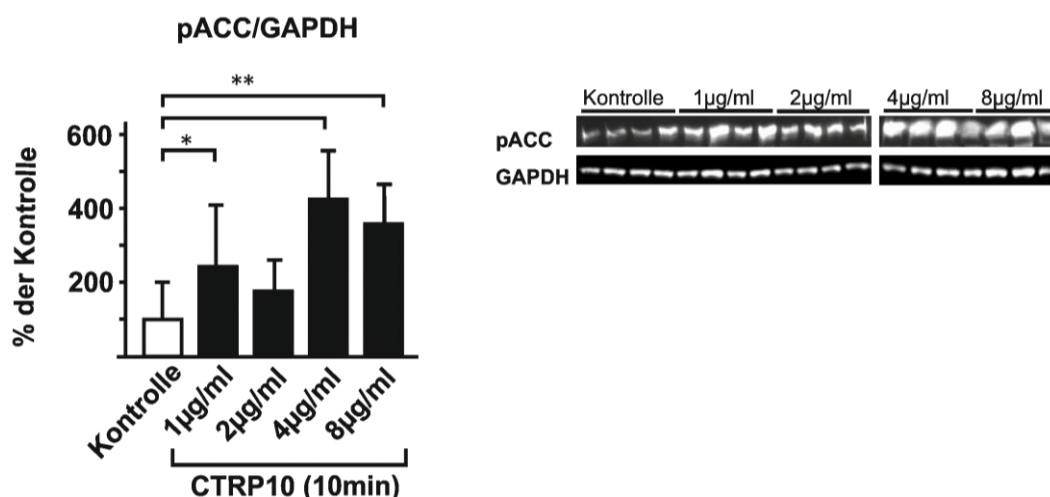 pACC/GAPDH
**
*
% der Kontrolle
600
400
200
Kontrolle
1µg/ml
2µg/ml
4µg/ml
8µg/ml
CTRP10 (10min)
Kontrolle 1µg/ml 2µg/ml 4µg/ml 8µg/ml
pACC
GAPDH